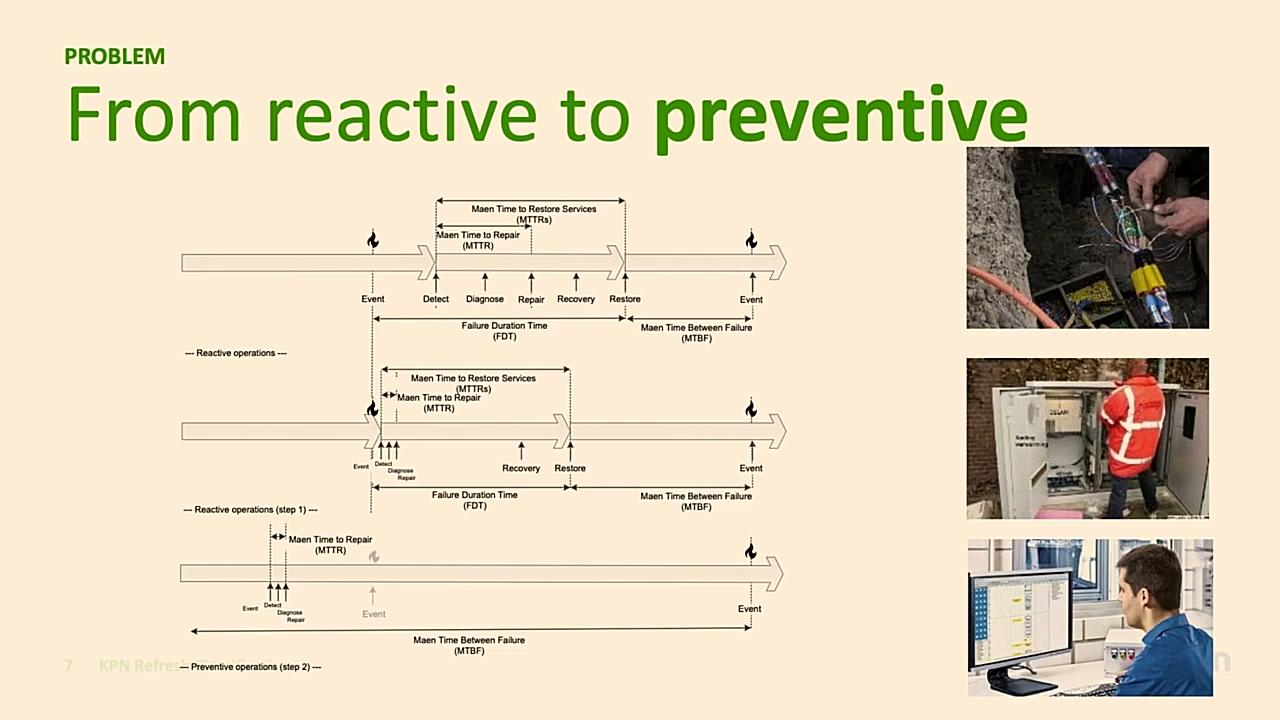 PROBLEM
From reactive to preventive
Maen Time to Restore Services
(MTTRs)
Maen Time to Repair
(MTTR)
Event
Detect
Diagnose
Repair
Recovery
Restore
Event
Failure Duration Time
(FDT)
Maen Time Between Failure
(MTBF)
--- Reactive operations ---
Maen Time to Restore Services
(MTTRs)
Maen Time to Repair
(MTTR)
Event
Detect
Diagnose
Repair
Recovery
Restore
Event
Failure Duration Time
(FDT)
Maen Time Between Failure
(MTBF)
--- Reactive operations (step 1) ---
Maen Time to Repair
(MTTR)
Event
Detect
Diagnose
Repair
Event
Event
Maen Time Between Failure
(MTBF)
7 KPN
--- Preventive operations (step 2) ---